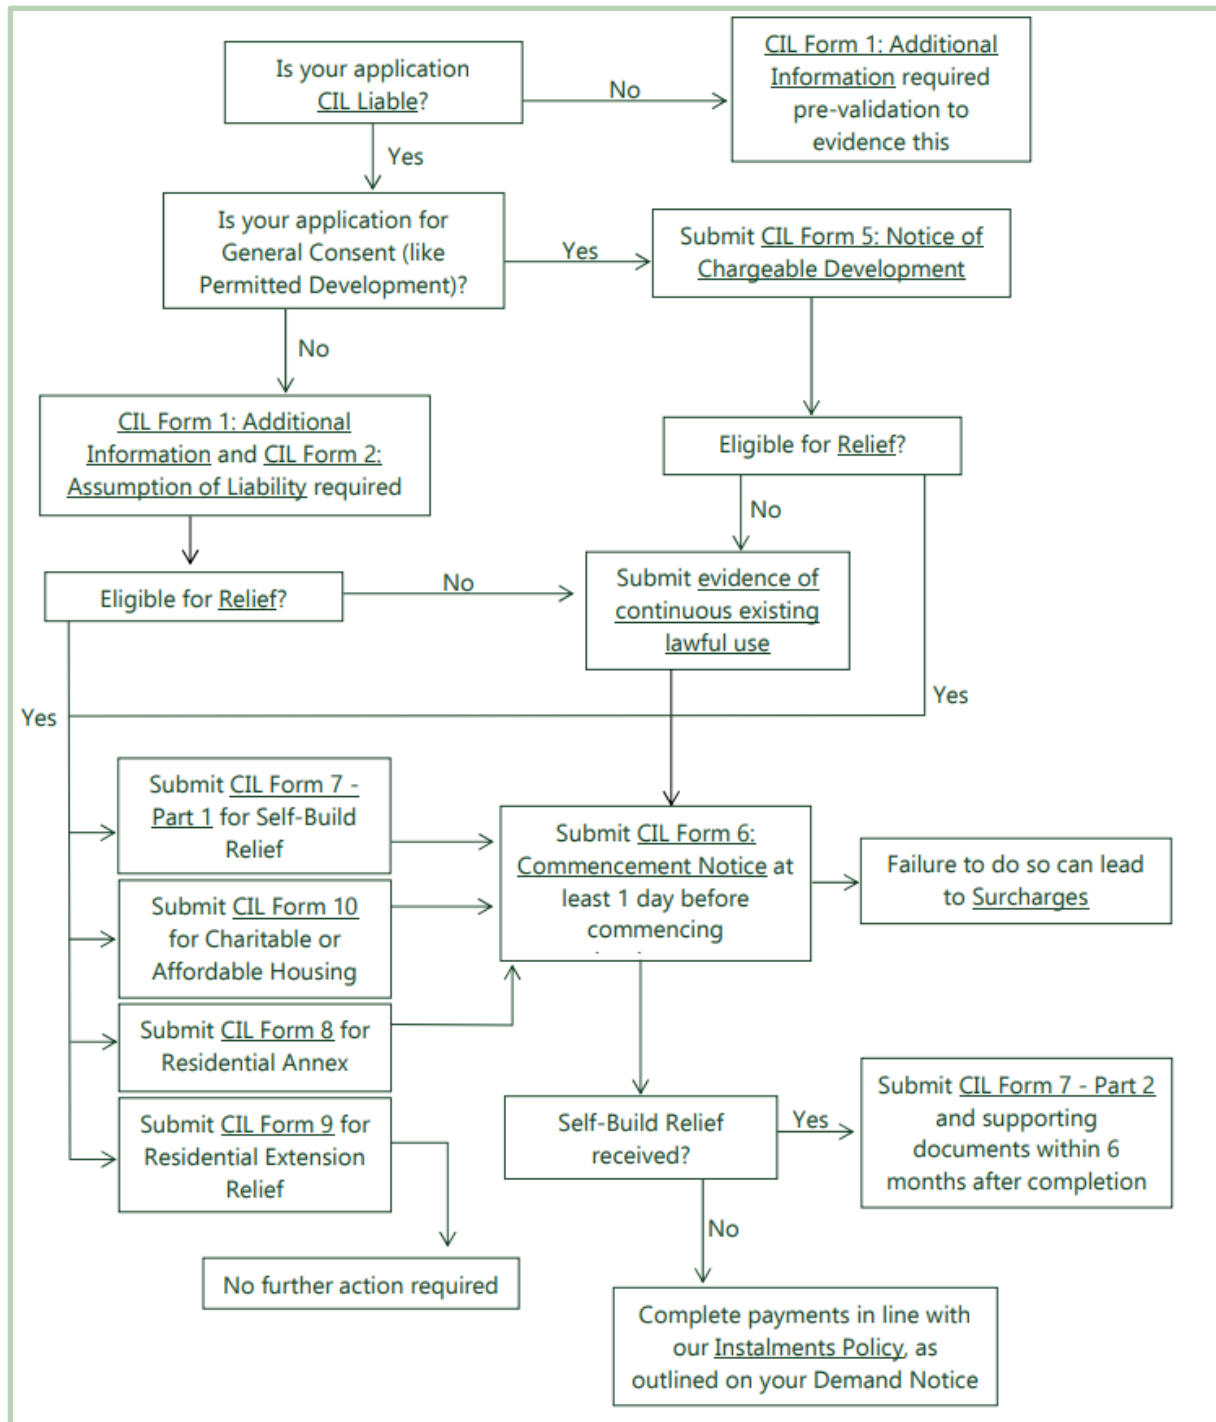 Is your application
CIL Liable?
No
CIL Form 1: Additional
Information required
pre-validation to
evidence this
Yes
Is your application for
General Consent (like
Permitted Development)?
Yes
Submit CIL Form 5: Notice of
Chargeable Development
No
CIL Form 1: Additional
Information and CIL Form 2:
Assumption of Liability required
Eligible for Relief?
No
Eligible for Relief?
No
Submit evidence of
continuous existing
lawful use
Yes
Yes
Submit CIL Form 7 -
Part 1 for Self-Build
Relief
Submit CIL Form 6:
Commencement Notice at
least 1 day before
commencing
Failure to do so can lead
to Surcharges
Submit CIL Form 10
for Charitable or
Affordable Housing
Submit CIL Form 8 for
Residential Annex
Submit CIL Form 9 for
Residential Extension
Relief
Self-Build Relief
received?
Yes
Submit CIL Form 7 - Part 2
and supporting
documents within 6
months after completion
No
No further action required
Complete payments in line with
our Instalments Policy, as
outlined on your Demand Notice